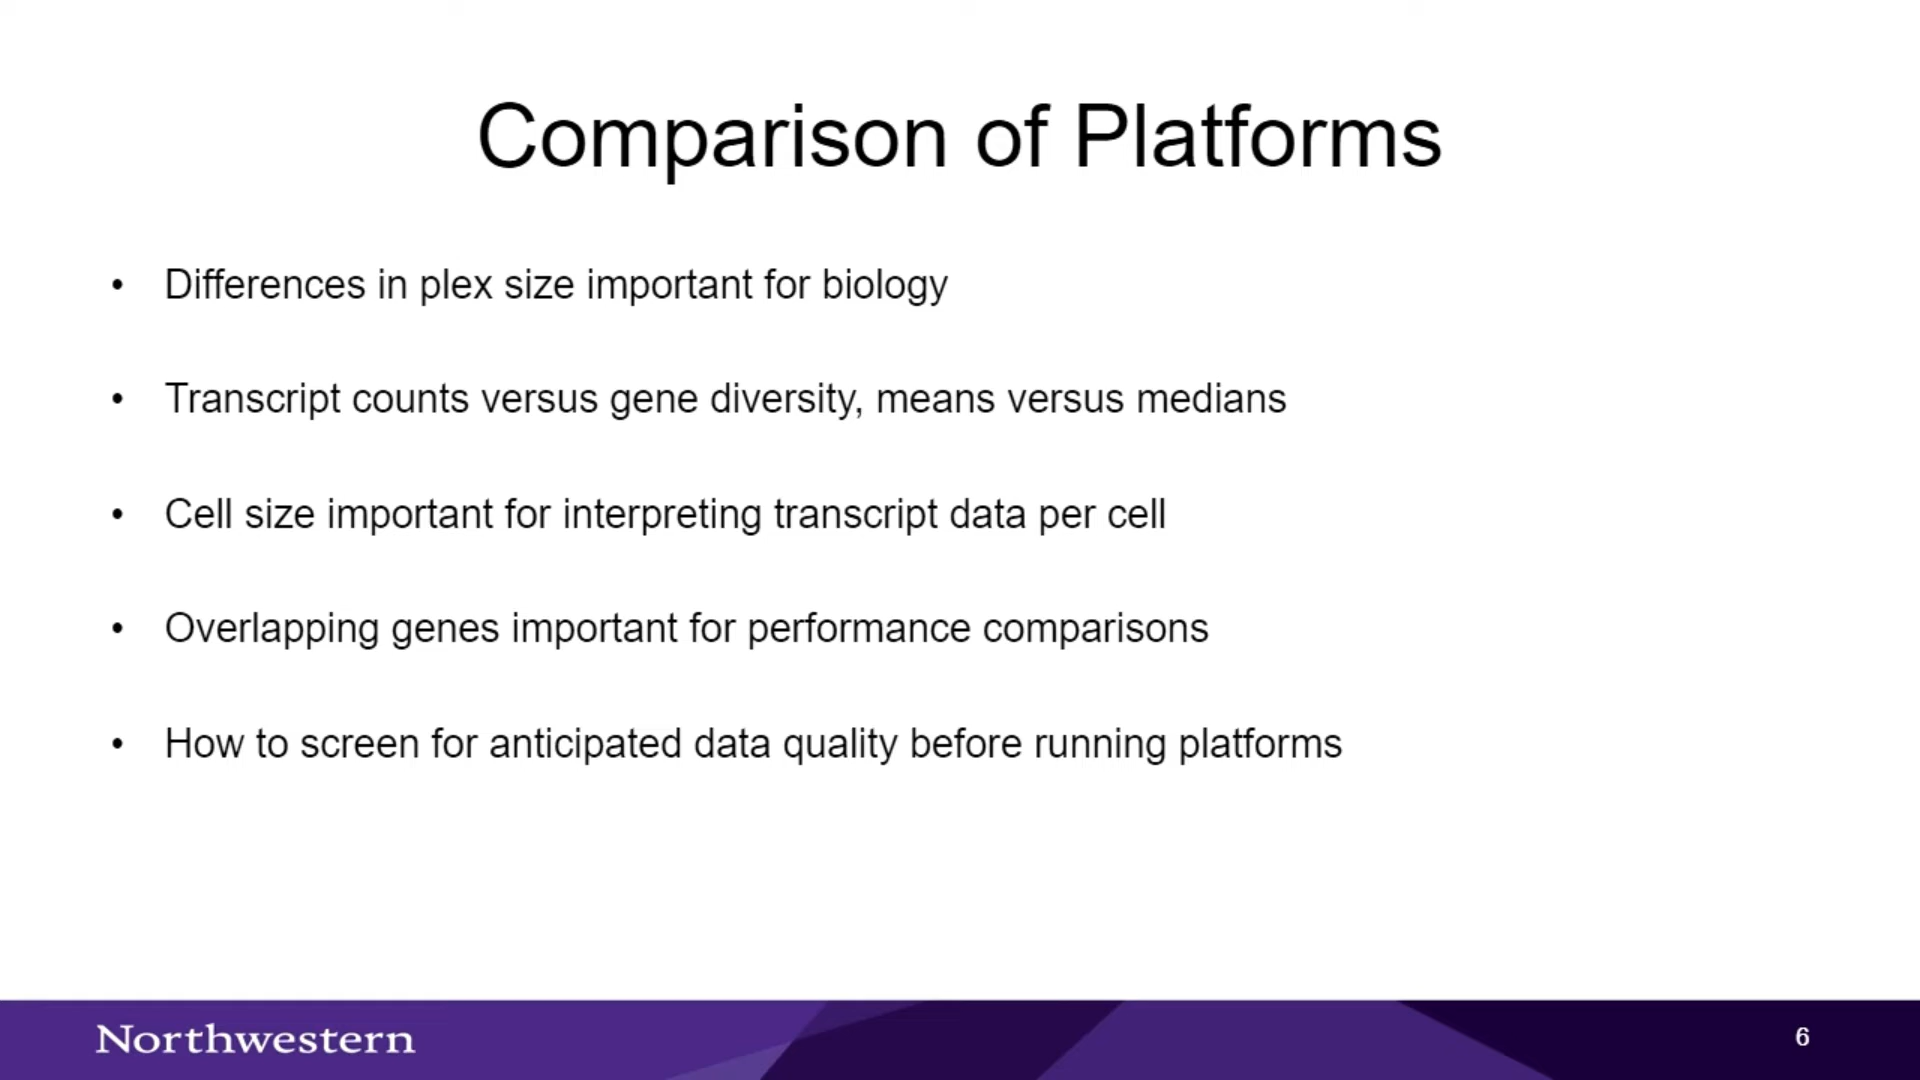 Comparison of Platforms
• Differences in plex size important for biology
• Transcript counts versus gene diversity, means versus medians
• Cell size important for interpreting transcript data per cell
• Overlapping genes important for performance comparisons
• How to screen for anticipated data quality before running platforms
Northwestern
6